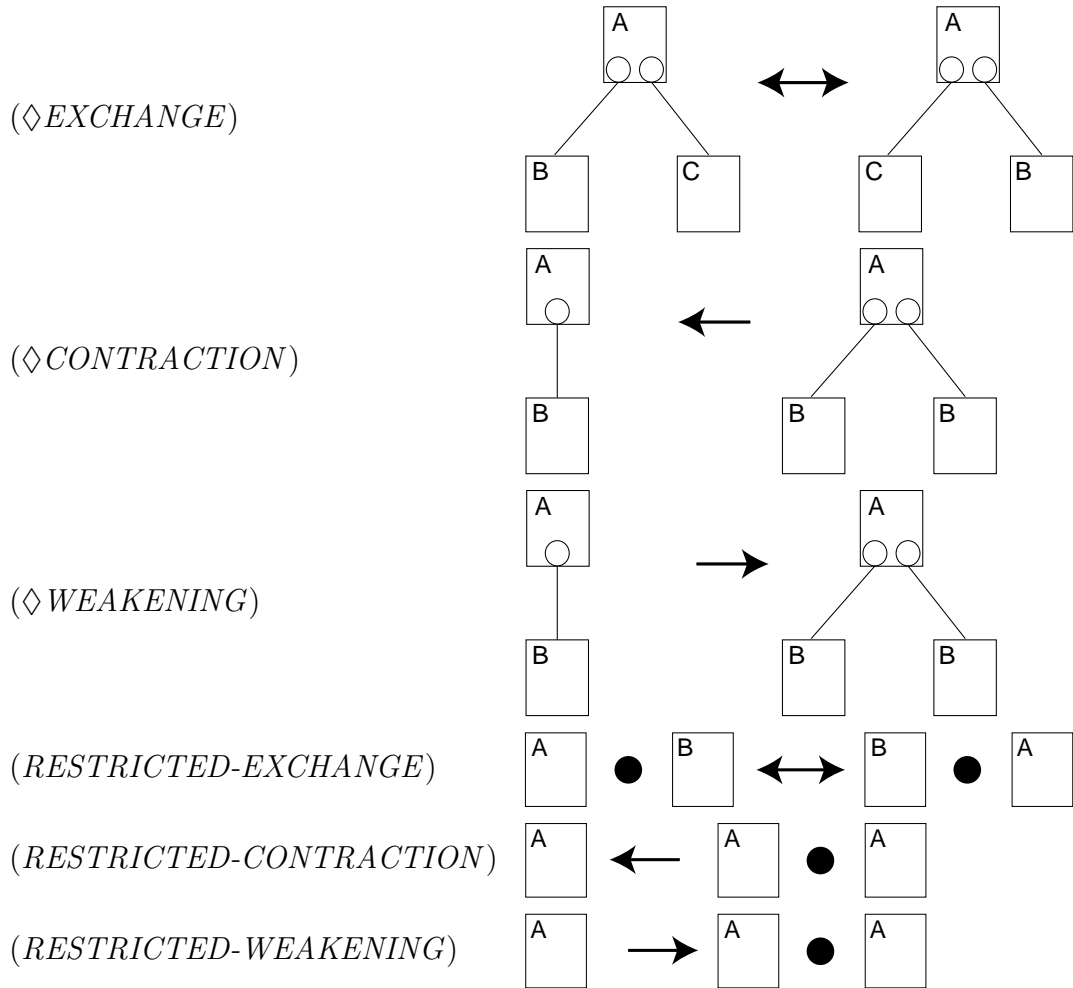 A A
(◇EXCHANGE)
B C C B
A A
(◇CONTRACTION)
B B B
A A
(◇WEAKENING)
B B B
(RESTRICTED-EXCHANGE) A B B A
(RESTRICTED-CONTRACTION) A A A
(RESTRICTED-WEAKENING) A A A